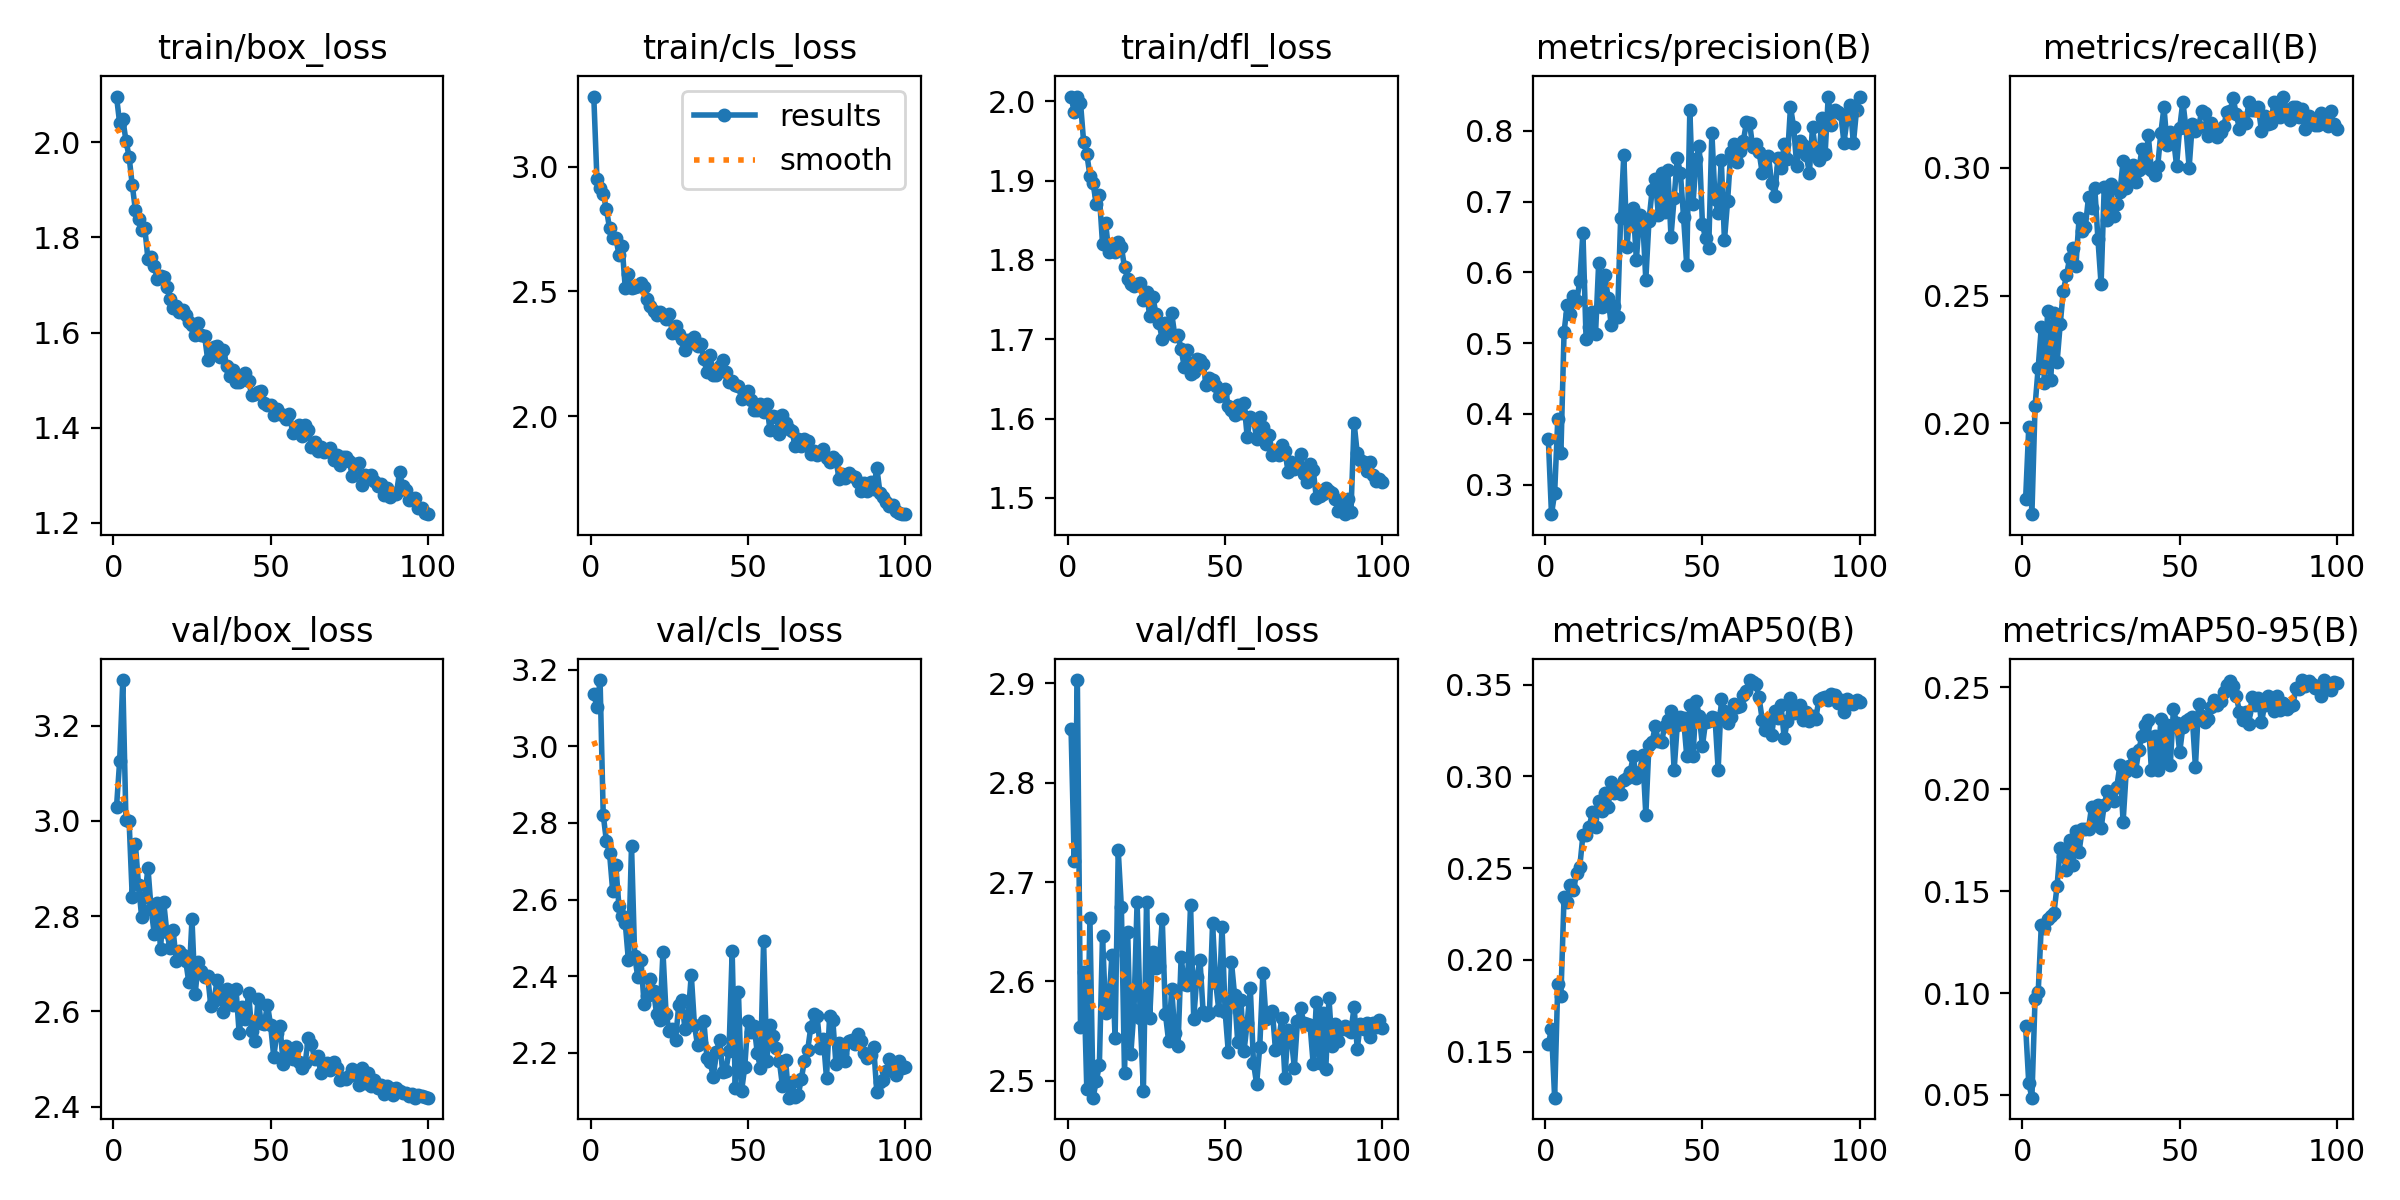 train/box_loss
2.0
1.8
1.6
1.4
1.2
0 50 100
train/cls_loss
results
smooth
3.0
2.5
2.0
0 50 100
train/dfl_loss
2.0
1.9
1.8
1.7
1.6
1.5
0 50 100
metrics/precision(B)
0.8
0.7
0.6
0.5
0.4
0.3
0 50 100
metrics/recall(B)
0.30
0.25
0.20
0 50 100
val/box_loss
3.2
3.0
2.8
2.6
2.4
0 50 100
val/cls_loss
3.2
3.0
2.8
2.6
2.4
2.2
0 50 100
val/dfl_loss
2.9
2.8
2.7
2.6
2.5
0 50 100
metrics/mAP50(B)
0.35
0.30
0.25
0.20
0.15
0 50 100
metrics/mAP50-95(B)
0.25
0.20
0.15
0.10
0.05
0 50 100